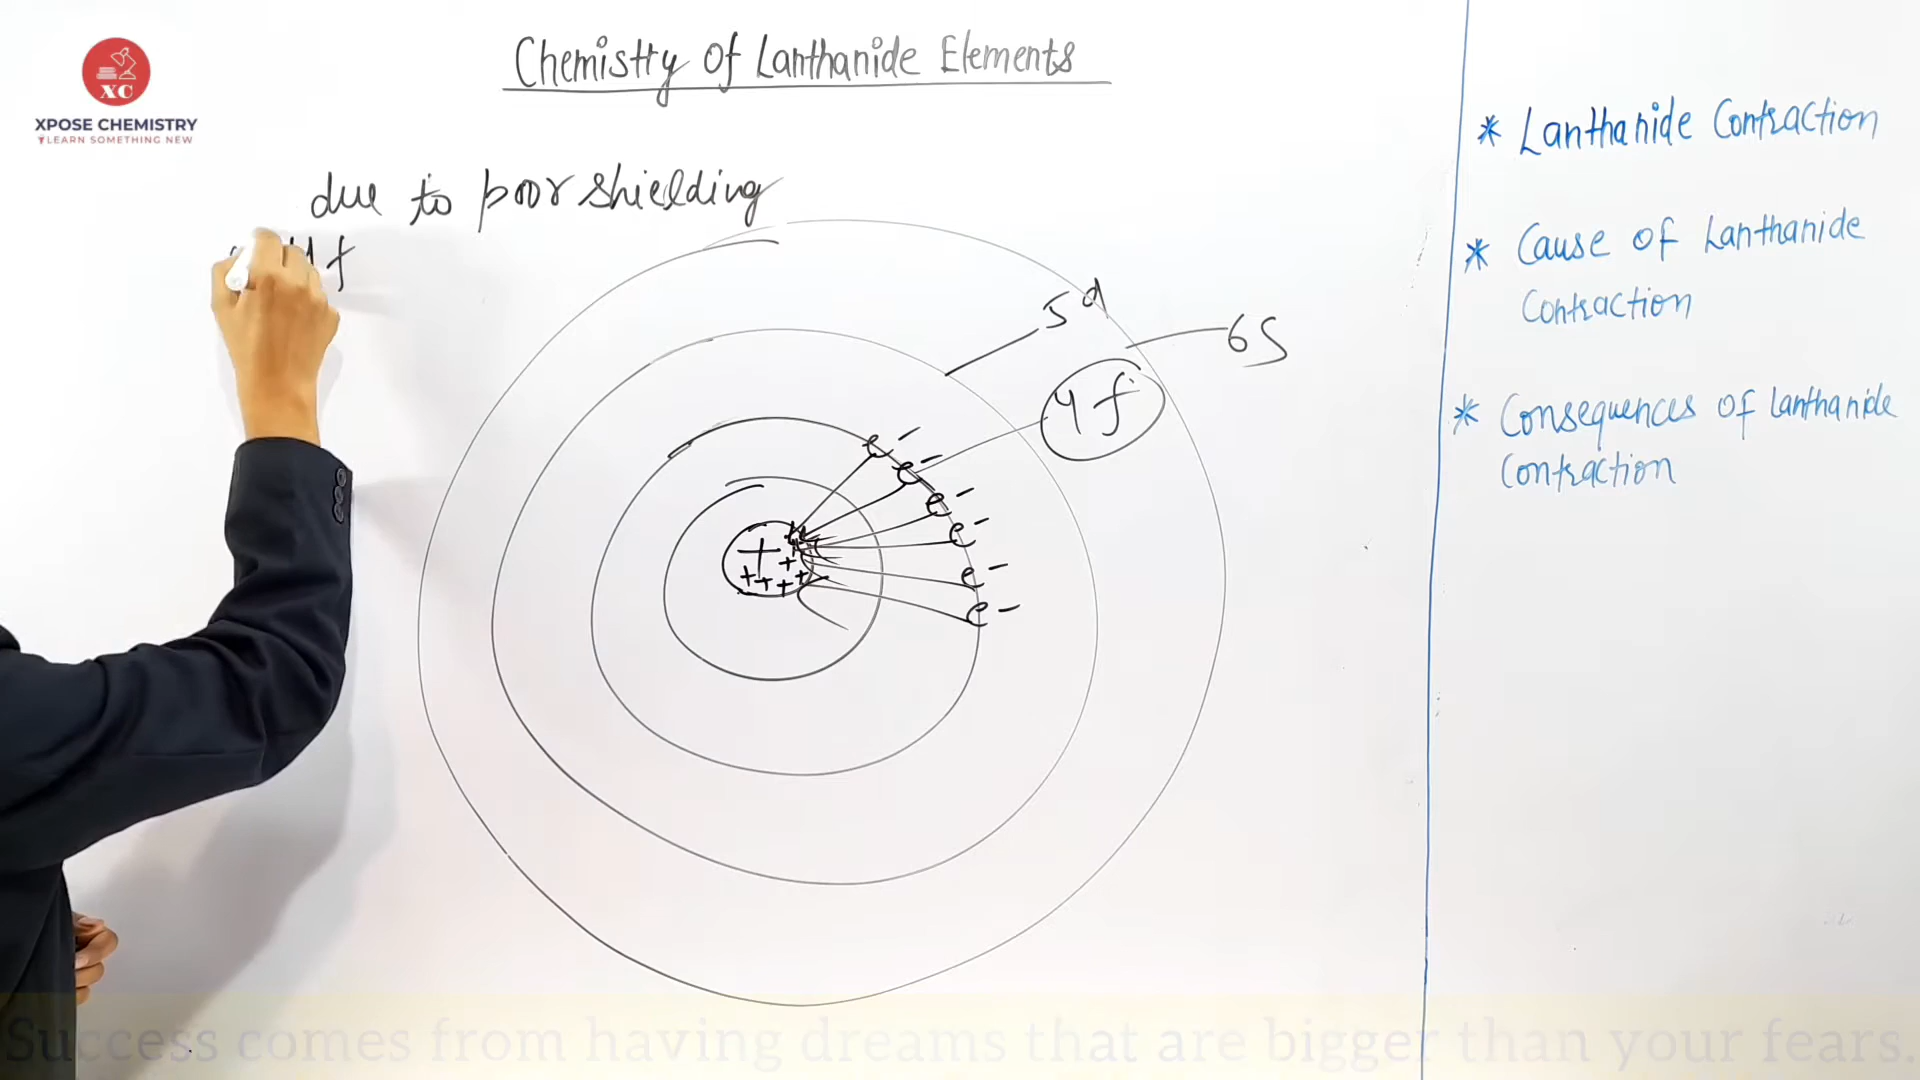 Chemistry Of Lanthanide Elements
XC
XPOSE CHEMISTRY
LEARN SOMETHING NEW
due to poor shielding
4f
5d
6S
4f
e-
e-
e-
e-
e-
e-
+
+ + + + + +
* Lanthanide Contraction
* Cause of Lanthanide
Contraction
* Consequences of Lanthanide
Contraction
Success comes from having dreams that are bigger than your fears.